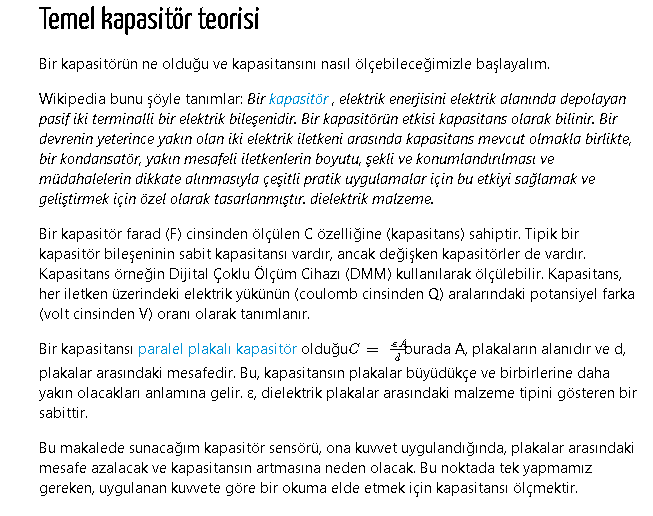 Temel kapasitör teorisi
Bir kapasitörün ne olduğu ve kapasitansını nasıl ölçebileceğimizle başlayalım.
Wikipedia bunu şöyle tanımlar: Bir kapasitör , elektrik enerjisini elektrik alanında depolayan
pasif iki terminalli bir elektrik bileşenidir. Bir kapasitörün etkisi kapasitans olarak bilinir. Bir
devrenin yeterince yakın olan iki elektrik iletkeni arasında kapasitans mevcut olmakla birlikte,
bir kondansatör, yakın mesafeli iletkenlerin boyutu, şekli ve konumlandırılması ve
müdahalelerin dikkate alınmasıyla çeşitli pratik uygulamalar için bu etkiyi sağlamak ve
geliştirmek için özel olarak tasarlanmıştır. dielektrik malzeme.
Bir kapasitör farad (F) cinsinden ölçülen C özelliğine (kapasitans) sahiptir. Tipik bir
kapasitör bileşeninin sabit kapasitansı vardır, ancak değişken kapasitörler de vardır.
Kapasitans örneğin Dijital Çoklu Ölçüm Cihazı (DMM) kullanılarak ölçülebilir. Kapasitans,
her iletken üzerindeki elektrik yükünün (coulomb cinsinden Q) aralarındaki potansiyel farka
(volt cinsinden V) oranı olarak tanımlanır.
Bir kapasitansı paralel plakalı kapasitör olduğuC = εA/d burada A, plakaların alanıdır ve d,
plakalar arasındaki mesafedir. Bu, kapasitansın plakalar büyüdükçe ve birbirlerine daha
yakın olacakları anlamına gelir. ε, dielektrik plakalar arasındaki malzeme tipini gösteren bir
sabittir.
Bu makalede sunacağım kapasitör sensörü, ona kuvvet uygulandığında, plakalar arasındaki
mesafe azalacak ve kapasitansın artmasına neden olacak. Bu noktada tek yapmamız
gereken, uygulanan kuvvete göre bir okuma elde etmek için kapasitansı ölçmektir.